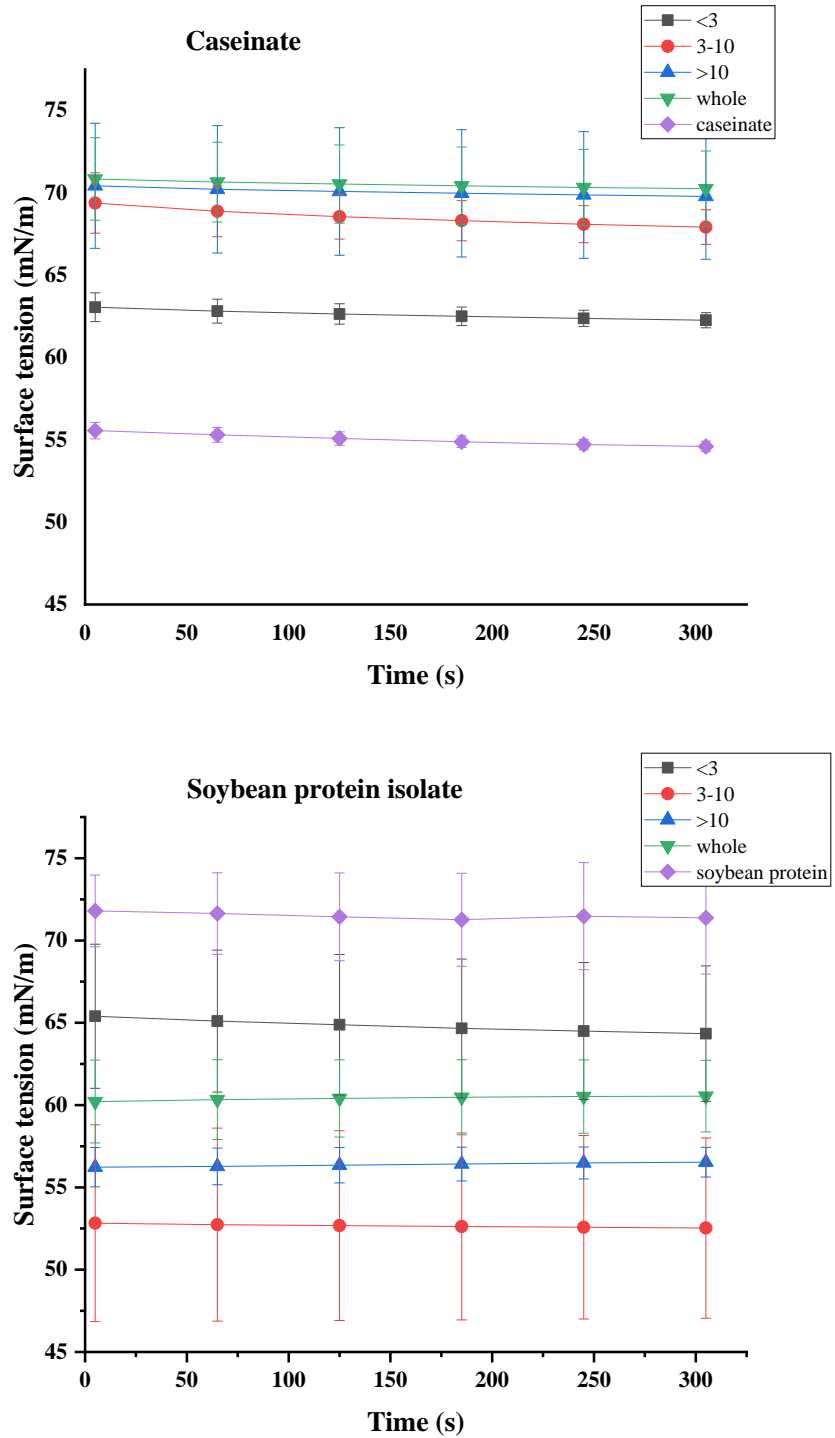 Caseinate
<3
3-10
>10
whole
caseinate
75
70
65
60
55
50
45
Surface tension (mN/m)
0 50 100 150 200 250 300
Time (s)
Soybean protein isolate
<3
3-10
>10
whole
soybean protein
75
70
65
60
55
50
45
Surface tension (mN/m)
0 50 100 150 200 250 300
Time (s)